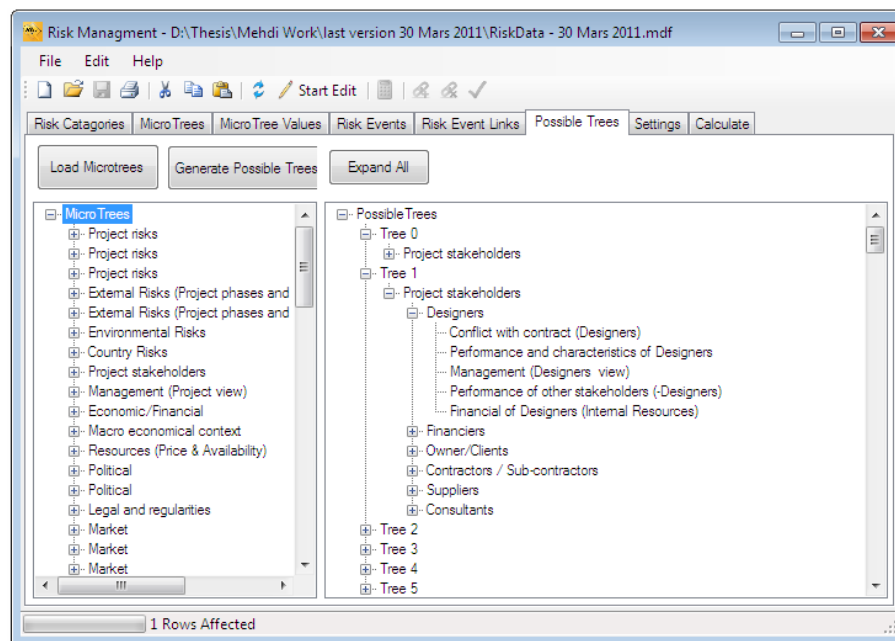 Risk Managment - D:\Thesis\Mehdi Work\last version 30 Mars 2011\RiskData - 30 Mars 2011.mdf
File Edit Help
Start Edit
Risk Catagories MicroTrees MicroTree Values Risk Events Risk Event Links Possible Trees Settings Calculate
Load Microtrees Generate Possible Trees Expand All
MicroTrees
Project risks
Project risks
Project risks
External Risks (Project phases and
External Risks (Project phases and
Environmental Risks
Country Risks
Project stakeholders
Management (Project view)
Economic/Financial
Macro economical context
Resources (Price & Availability)
Political
Political
Legal and regularities
Market
Market
Market
PossibleTrees
Tree 0
Project stakeholders
Tree 1
Project stakeholders
Designers
Conflict with contract (Designers)
Performance and characteristics of Designers
Management (Designers view)
Performance of other stakeholders (-Designers)
Financial of Designers (Internal Resources)
Financiers
Owner/Clients
Contractors / Sub-contractors
Suppliers
Consultants
Tree 2
Tree 3
Tree 4
Tree 5
1 Rows Affected